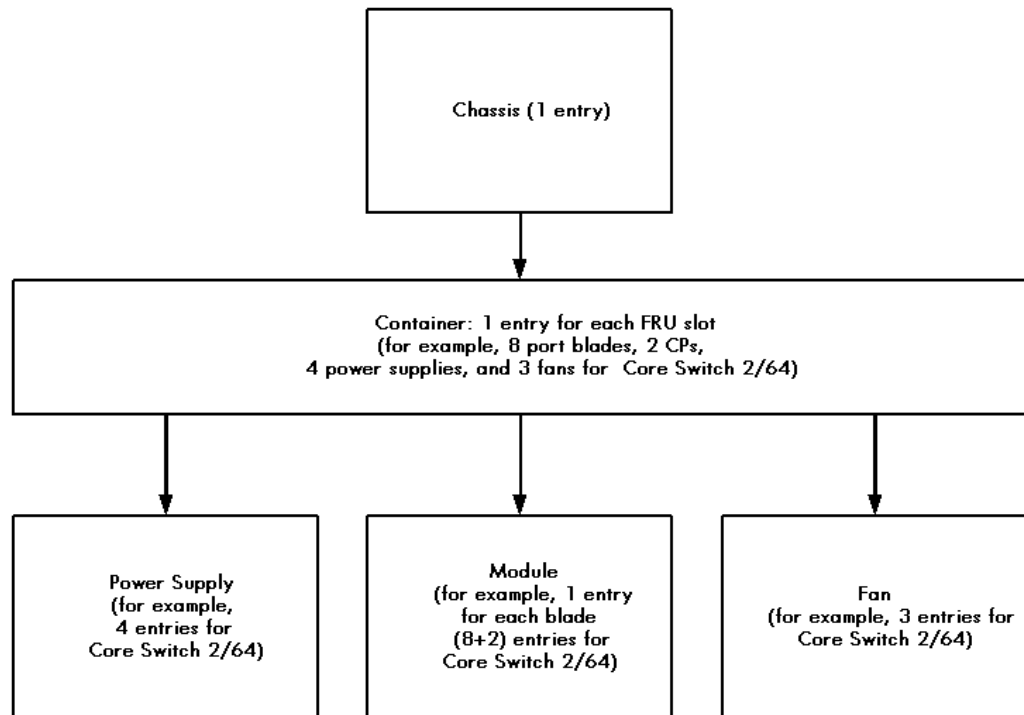 Chassis (1 entry)
Container: 1 entry for each FRU slot
(for example, 8 port blades, 2 CPs,
4 power supplies, and 3 fans for Core Switch 2/64)
Power Supply
(for example,
4 entries for
Core Switch 2/64)
Module
(for example, 1 entry
for each blade
(8+2) entries for
Core Switch 2/64)
Fan
(for example, 3 entries for
Core Switch 2/64)